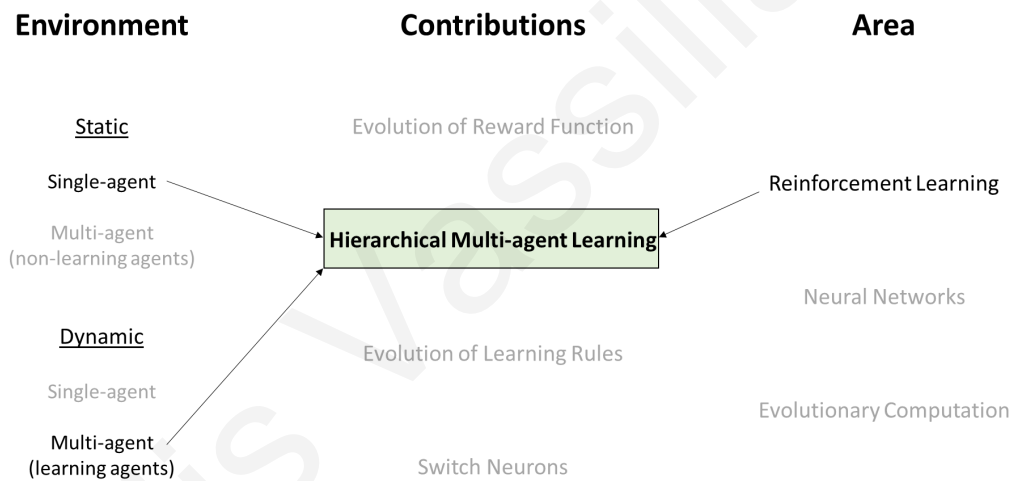 Environment
Contributions
Area
Static
Evolution of Reward Function
Single-agent
Reinforcement Learning
Multi-agent
(non-learning agents)
Hierarchical Multi-agent Learning
Neural Networks
Dynamic
Evolution of Learning Rules
Single-agent
Evolutionary Computation
Multi-agent
(learning agents)
Switch Neurons